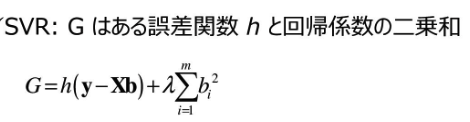 ✓SVR: G はある誤差関数 h と回帰係数の二乗和
G=h(y−Xb)+λ∑_{i=1}^{m}b_i^2